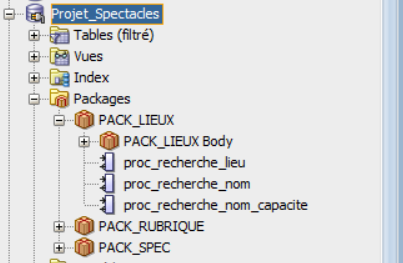 Projet_Spectacles
Tables (filtré)
Vues
Index
Packages
PACK_LIEUX
PACK_LIEUX Body
proc_recherche_lieu
proc_recherche_nom
proc_recherche_nom_capacite
PACK_RUBRIQUE
PACK_SPEC